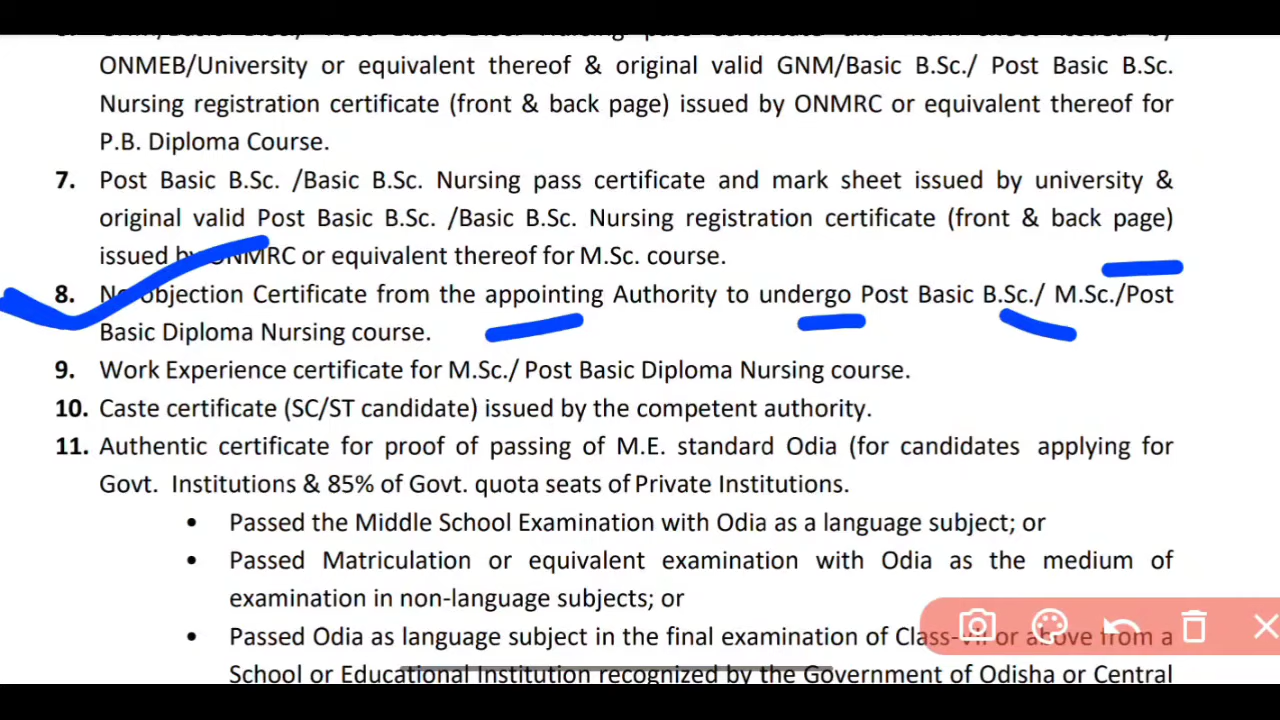 ONMEB/University or equivalent thereof & original valid GNM/Basic B.Sc./ Post Basic B.Sc.
Nursing registration certificate (front & back page) issued by ONMRC or equivalent thereof for
P.B. Diploma Course.
7. Post Basic B.Sc. /Basic B.Sc. Nursing pass certificate and mark sheet issued by university &
original valid Post Basic B.Sc. /Basic B.Sc. Nursing registration certificate (front & back page)
issued by ONMRC or equivalent thereof for M.Sc. course.
8. No objection Certificate from the appointing Authority to undergo Post Basic B.Sc./ M.Sc./Post
Basic Diploma Nursing course.
9. Work Experience certificate for M.Sc./ Post Basic Diploma Nursing course.
10. Caste certificate (SC/ST candidate) issued by the competent authority.
11. Authentic certificate for proof of passing of M.E. standard Odia (for candidates applying for
Govt. Institutions & 85% of Govt. quota seats of Private Institutions.
• Passed the Middle School Examination with Odia as a language subject; or
• Passed Matriculation or equivalent examination with Odia as the medium of
examination in non-language subjects; or
• Passed Odia as language subject in the final examination of Class-VII or above from a
School or Educational Institution recognized by the Government of Odisha or Central